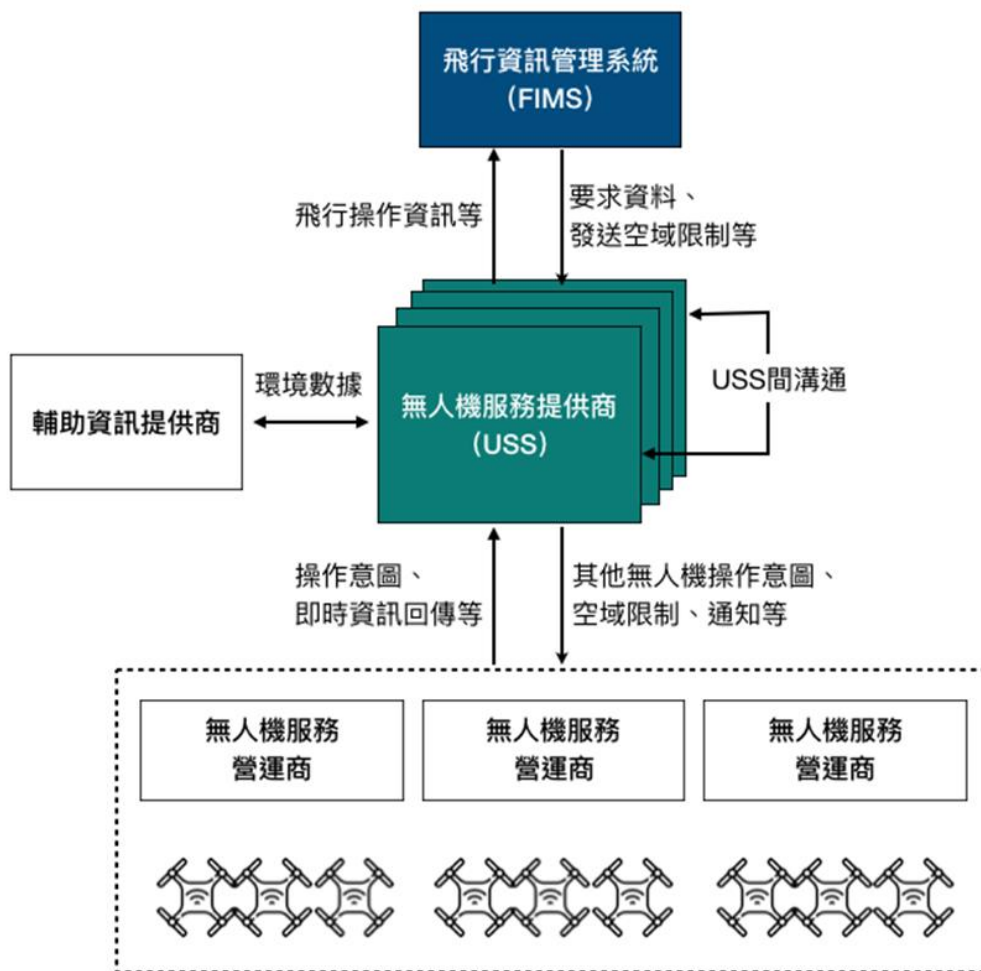 飛行資訊管理系統
(FIMS)
飛行操作資訊等
要求資料、
發送空域限制等
輔助資訊提供商
環境數據
無人機服務提供商
(USS)
USS間溝通
操作意圖、
即時資訊回傳等
其他無人機操作意圖、
空域限制、通知等
無人機服務
營運商
無人機服務
營運商
無人機服務
營運商